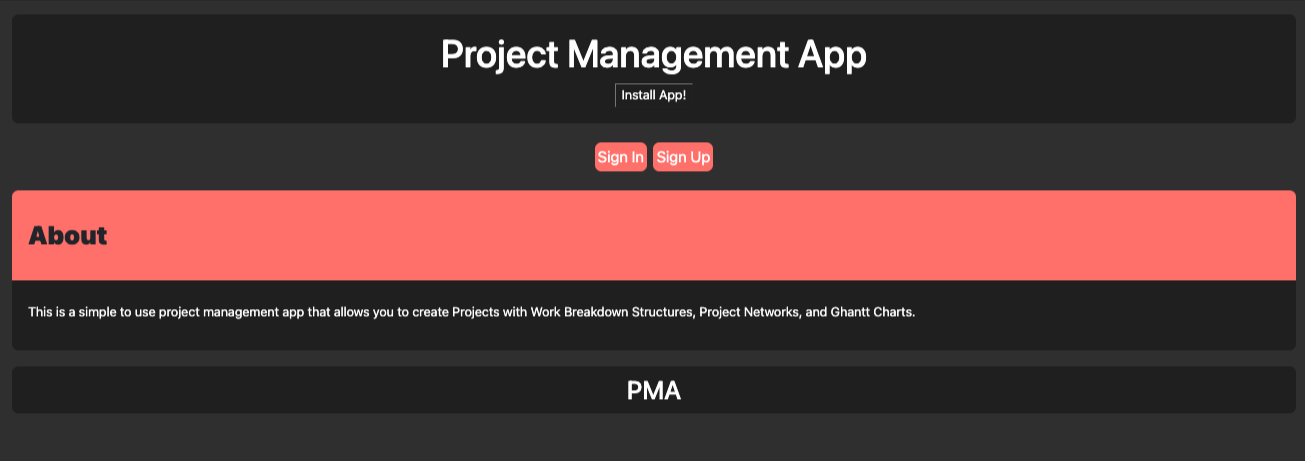 Project Management App
Install App!
Sign In Sign Up
About
This is a simple to use project management app that allows you to create Projects with Work Breakdown Structures, Project Networks, and Ghantt Charts.
PMA